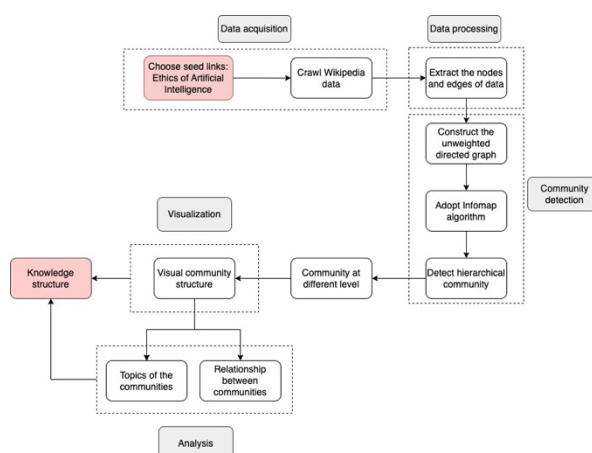 Data acquisition
Data processing
Choose seed links:
Ethics of Artificial
Intelligence
Crawl Wikipedia
data
Extract the nodes
and edges of data
Construct the
unweighted
directed graph
Community
detection
Adopt Infomap
algorithm
Visualization
Knowledge
structure
Visual community
structure
Community at
different level
Detect hierarchical
community
Topics of the
communities
Relationship
between
communities
Analysis